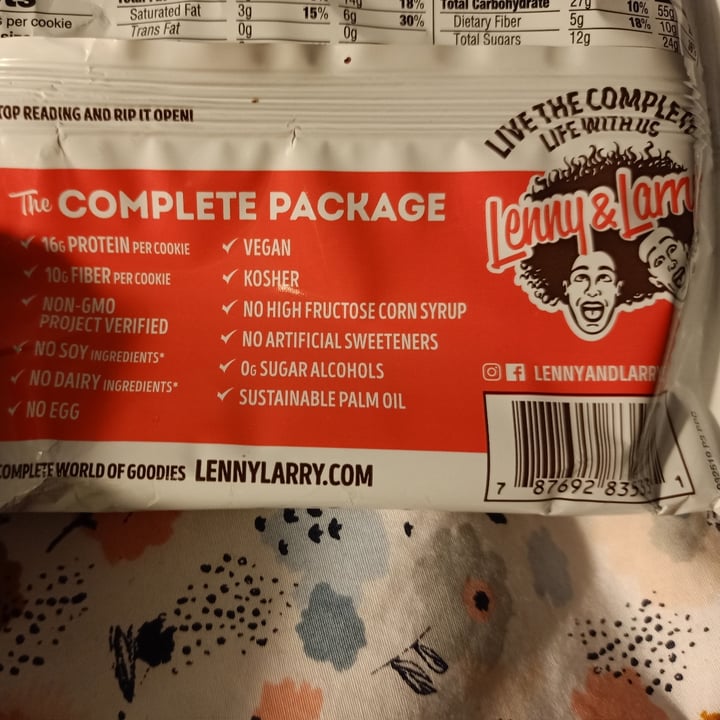 per cookie
Saturated Fat 3g 15% 6g 30%
Trans Fat 0g 0g
18%
Total Carbohydrate 27g 10% 55g
Dietary Fiber 5g 18% 10g
Total Sugars 12g 24g
TOP READING AND RIP IT OPEN!
LIVE THE COMPLETE
LIFE WITH US
The COMPLETE PACKAGE
Lenny & Larr
✓ 16G PROTEIN PER COOKIE
✓ 10G FIBER PER COOKIE
✓ NON-GMO
PROJECT VERIFIED
✓ NO SOY INGREDIENTS*
✓ NO DAIRY INGREDIENTS*
✓ NO EGG
✓ VEGAN
✓ KOSHER
✓ NO HIGH FRUCTOSE CORN SYRUP
✓ NO ARTIFICIAL SWEETENERS
✓ 0G SUGAR ALCOHOLS
✓ SUSTAINABLE PALM OIL
LENNYANDLARR
COMPLETE WORLD OF GOODIES LENNYLARRY.COM
7 87692 1